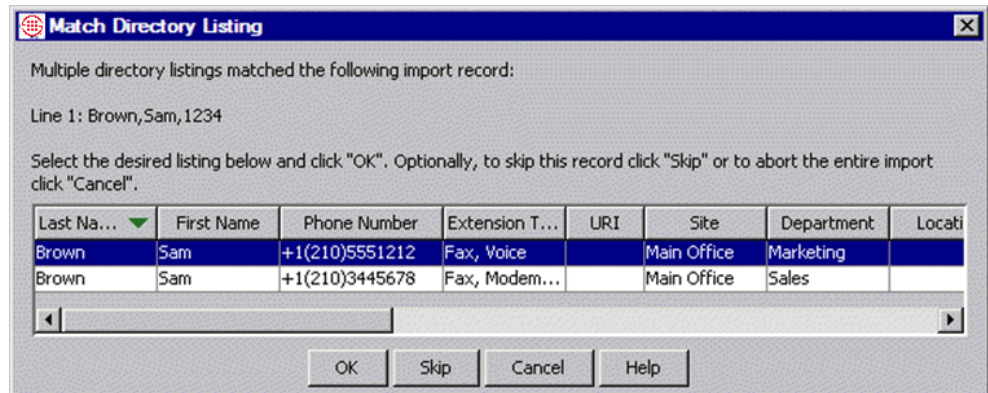 Match Directory Listing
Multiple directory listings matched the following import record:
Line 1: Brown,Sam,1234
Select the desired listing below and click "OK". Optionally, to skip this record click "Skip" or to abort the entire import
click "Cancel".
Last Na... First Name Phone Number Extension T... URI Site Department Locati
Brown Sam +1(210)5551212 Fax, Voice Main Office Marketing
Brown Sam +1(210)3445678 Fax, Modem... Main Office Sales
OK Skip Cancel Help